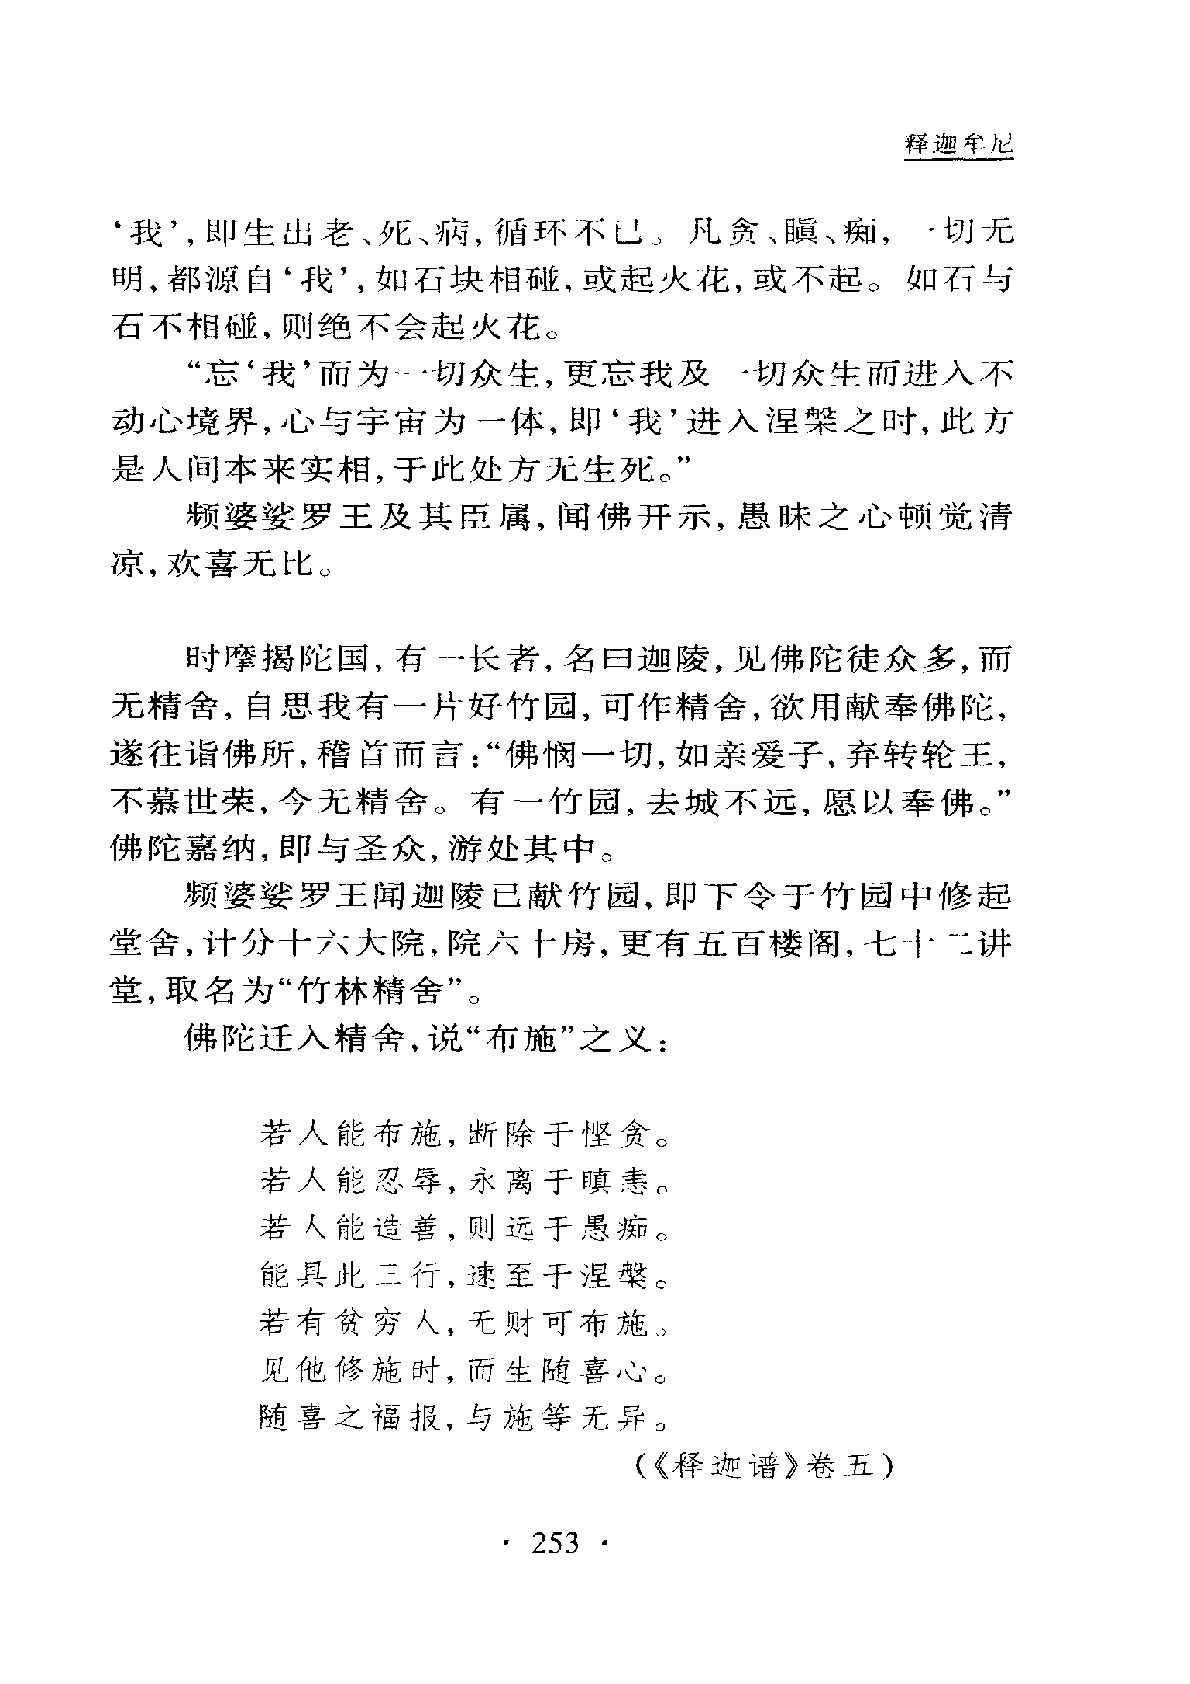 释迦牟尼
‘我’，即生出老、死、病，循环不已。凡贪、瞋、痴，一切无
明、都源自‘我’，如石块相碰，或起火花，或不起。如石与
石不相碰，则绝不会起火花。
“忘‘我’而为一切众生，更忘我及一切众生而进入不
动心境界，心与宇宙为一体，即‘我’进入涅槃之时，此方
是人间本来实相，于此处方无生死。”
频婆娑罗王及其臣属，闻佛开示，愚昧之心顿觉清
凉，欢喜无比。
时摩揭陀国，有一长者，名曰迦陵，见佛陀徒众多，而
无精舍，自思我有一片好竹园，可作精舍，欲用献奉佛陀，
遂往诣佛所，稽首而言：“佛悯一切，如亲爱子，弃转轮王，
不慕世荣，今无精舍。有一竹园，去城不远，愿以奉佛。”
佛陀嘉纳，即与圣众，游处其中。
频婆娑罗王闻迦陵已献竹园，即下令于竹园中修起
堂舍，计分十六大院，院六十房，更有五百楼阁，七十二讲
堂，取名为“竹林精舍”。
佛陀迁入精舍，说“布施”之义：
若人能布施，断除于悭贪。
若人能忍辱，永离于瞋恚。
若人能造善，则远于愚痴。
能具此三行，速至于涅槃。
若有贫穷人，无财可布施。
见他修施时，而生随喜心。
随喜之福报，与施等无异。
（《释迦谱》卷五）
· 253 ·